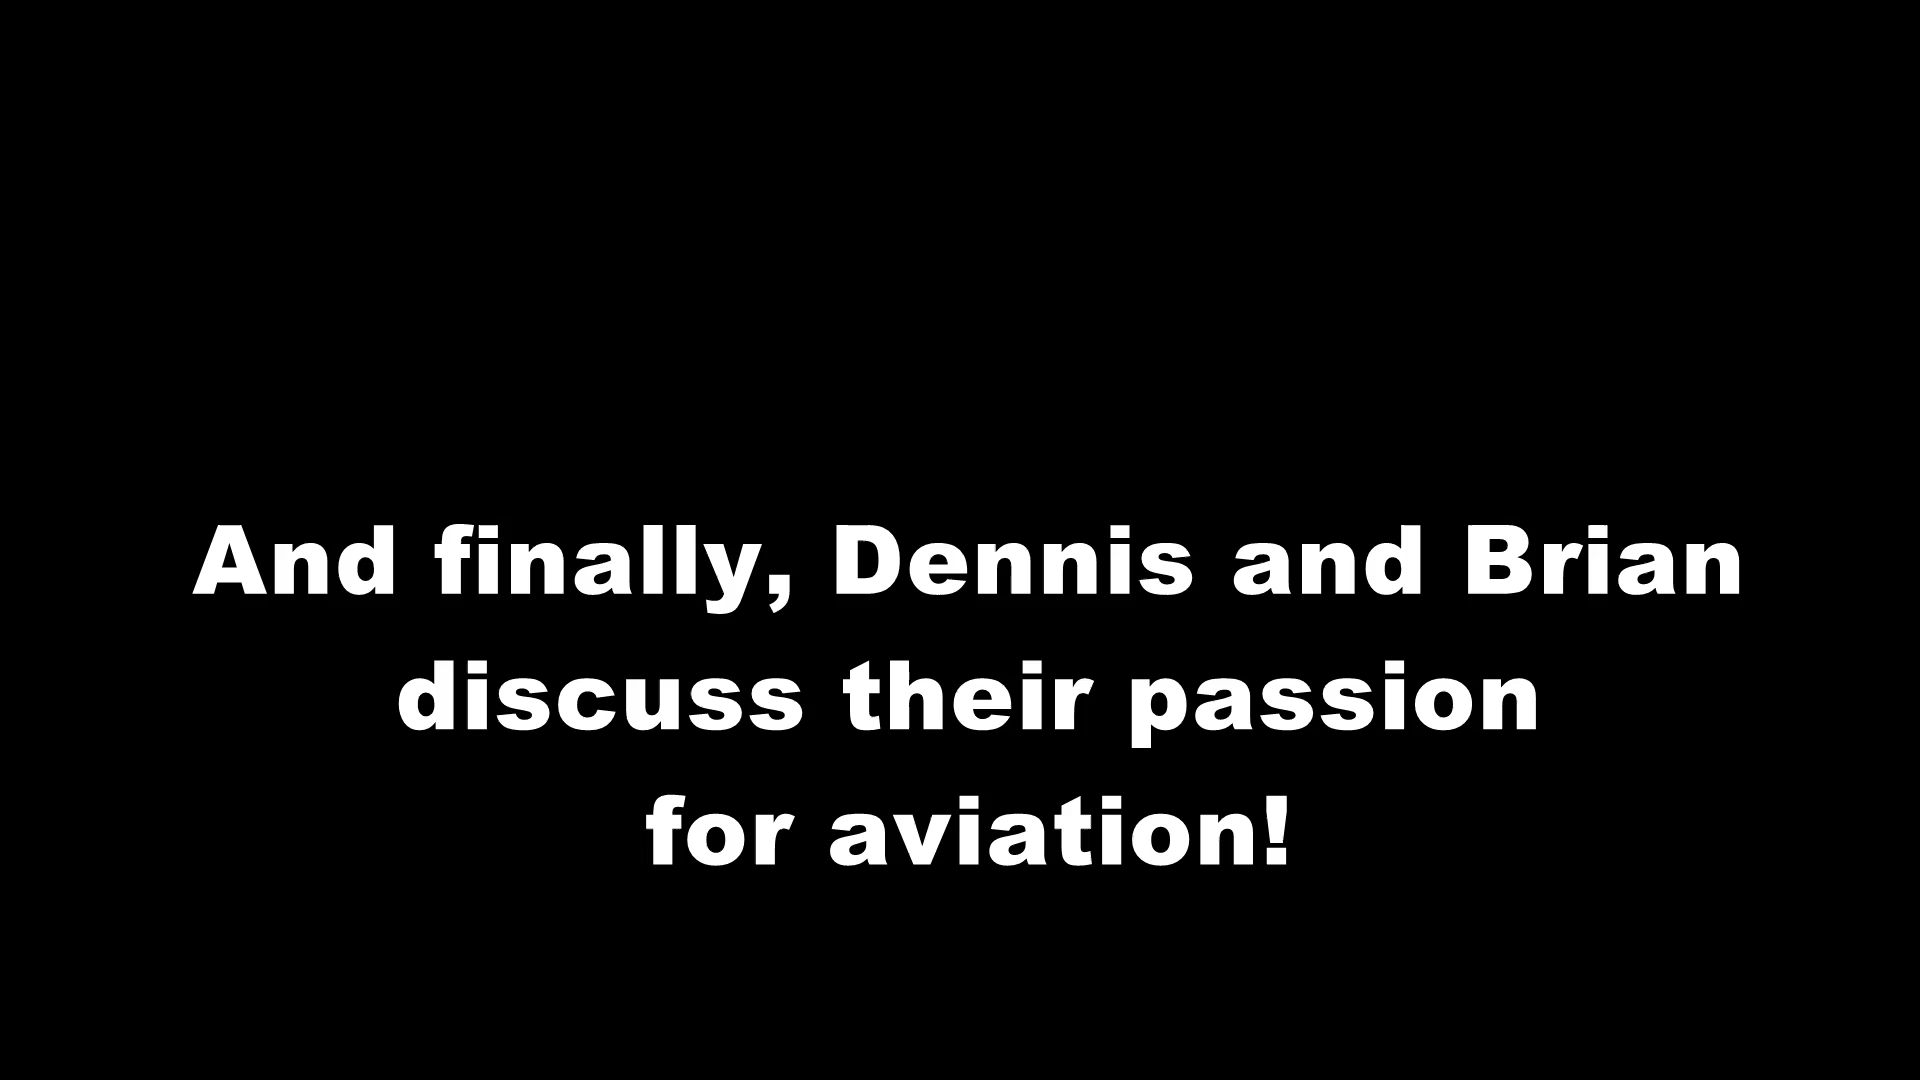 And finally, Dennis and Brian
discuss their passion
for aviation!